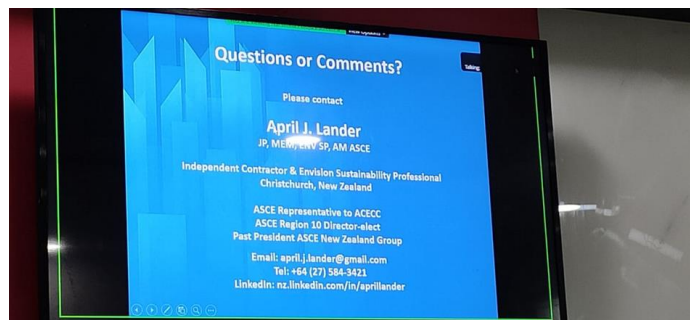 View Options
Talking:
Questions or Comments?
Please contact
April J. Lander
JP, MEM, ENV SP, AM ASCE
Independent Contractor & Envision Sustainability Professional
Christchurch, New Zealand
ASCE Representative to ACECC
ASCE Region 10 Director-elect
Past President ASCE New Zealand Group
Email: april.j.lander@gmail.com
Tel: +64 (27) 584-3421
LinkedIn: nz.linkedin.com/in/aprillander